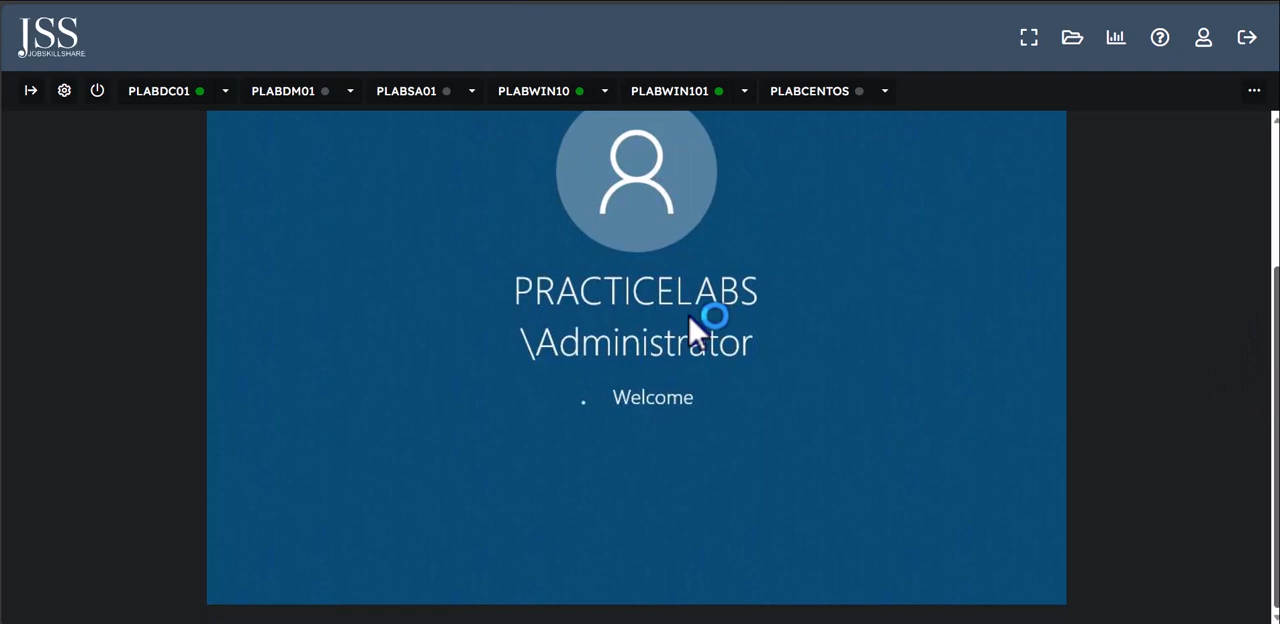 JSS
JOBSKILLSHARE
PLABDC01 PLABDM01 PLABSA01 PLABWIN10 PLABWIN101 PLABCENTOS
PRACTICELABS
\Administrator
Welcome